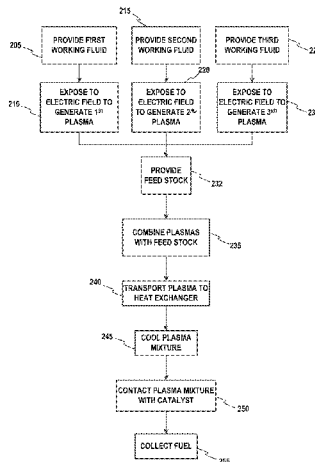 215
205
PROVIDE FIRST
WORKING FLUID
PROVIDE SECOND
WORKING FLUID
PROVIDE THIRD
WORKING FLUID
210
220
EXPOSE TO
ELECTRIC FIELD TO
GENERATE 1ST
PLASMA
EXPOSE TO
ELECTRIC FIELD TO
GENERATE 2ND
PLASMA
EXPOSE TO
ELECTRIC FIELD TO
GENERATE 3RD
PLASMA
PROVIDE
FEED STOCK
232
COMBINE PLASMAS
WITH FEED STOCK
235
240
TRANSPORT PLASMA TO
HEAT EXCHANGER
245
COOL PLASMA
MIXTURE
CONTACT PLASMA MIXTURE
WITH CATALYST
250
COLLECT FUEL
255